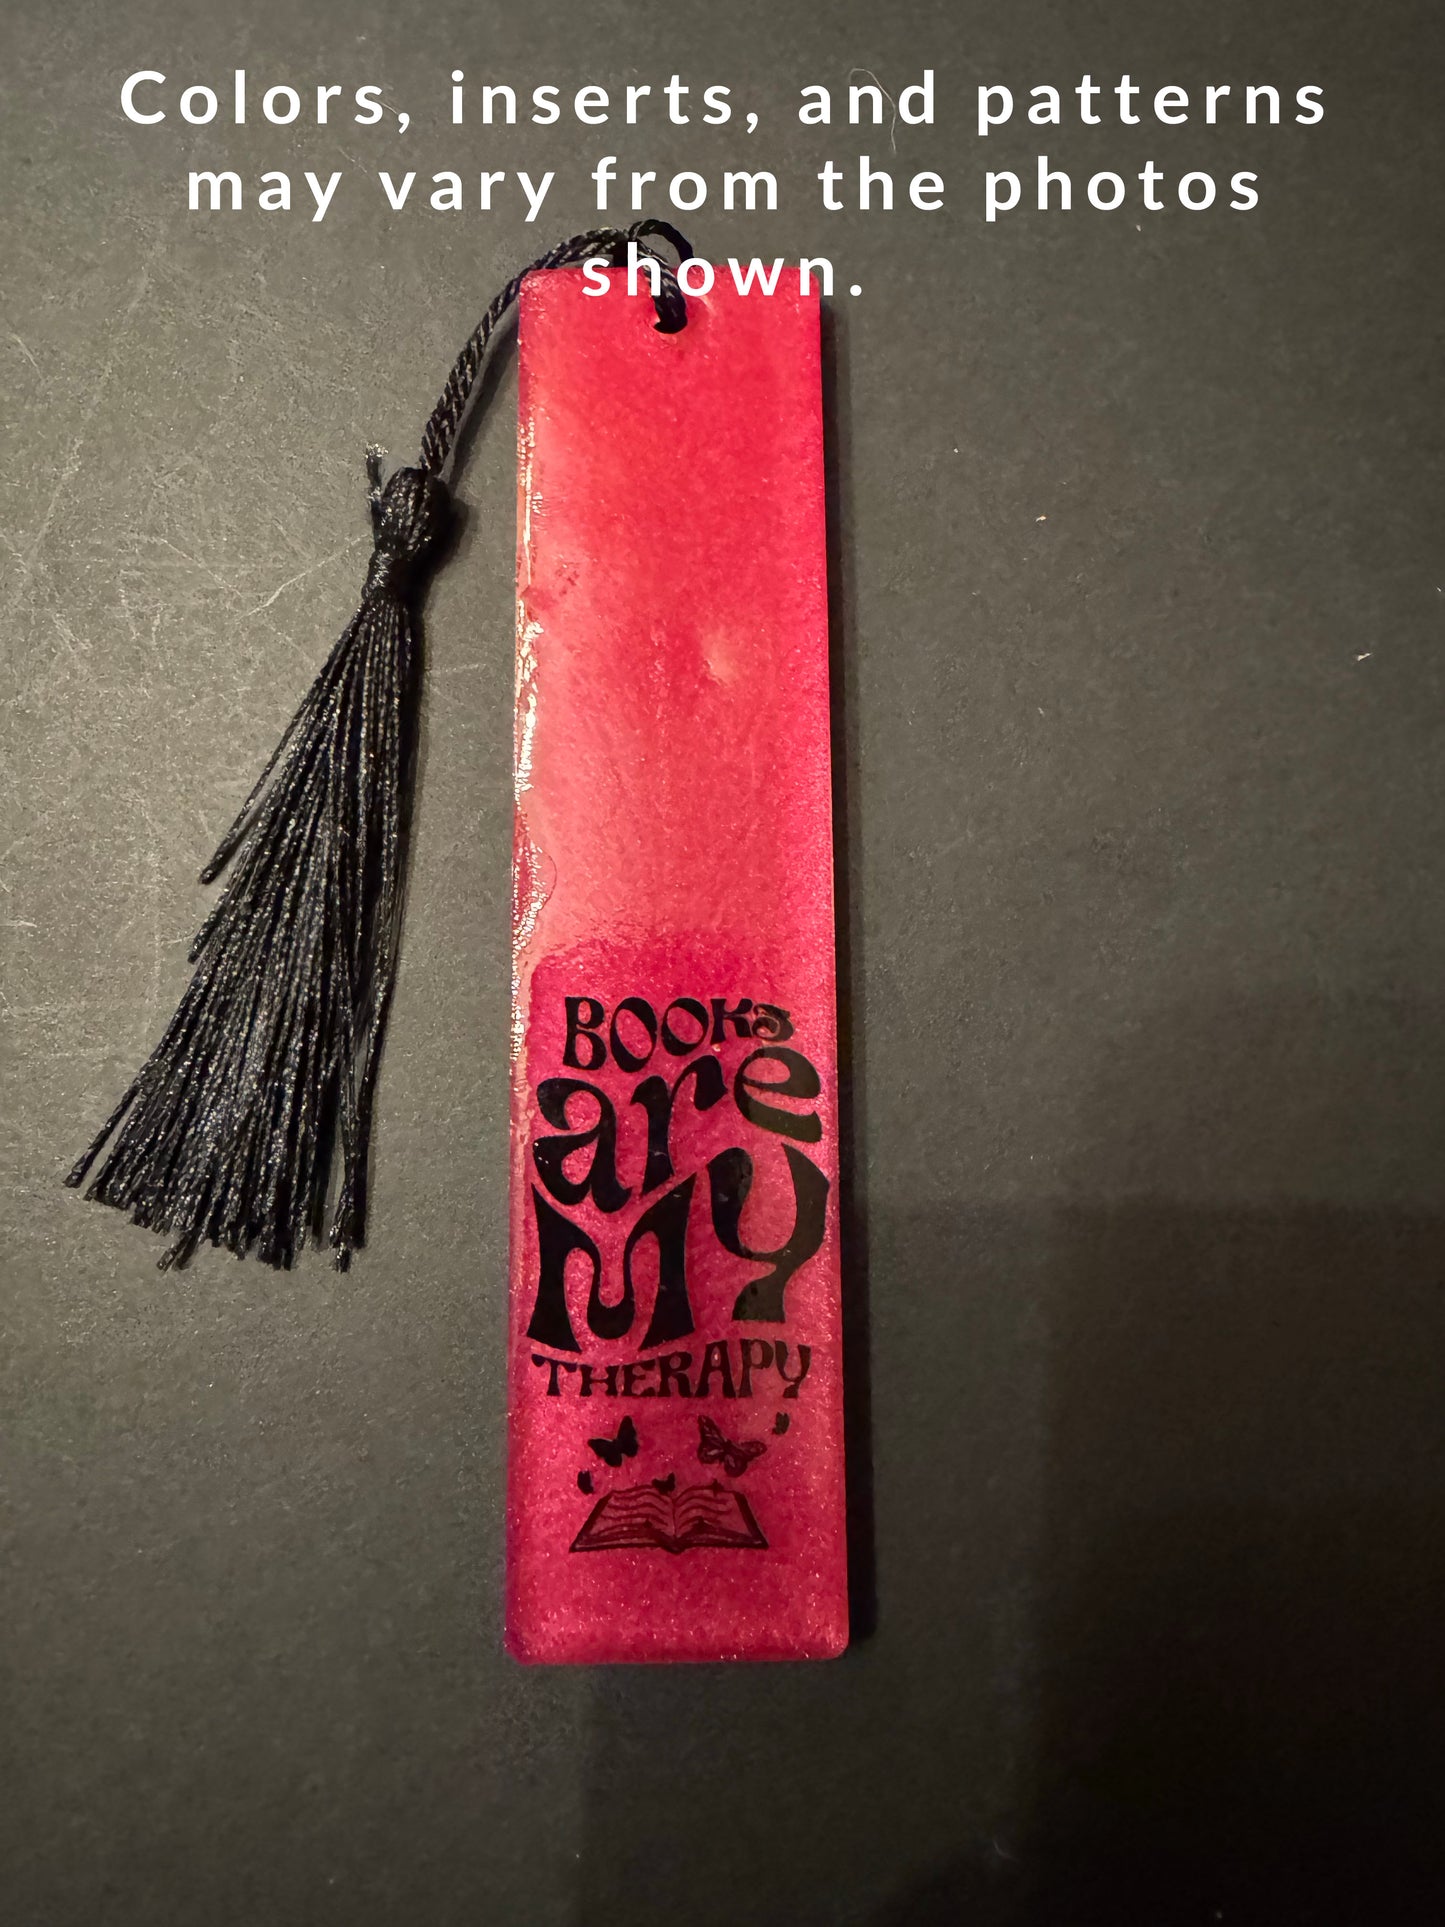 Colors, inserts, and patterns
may vary from the photos
shown.
BOOKS
are
MY
THERAPY